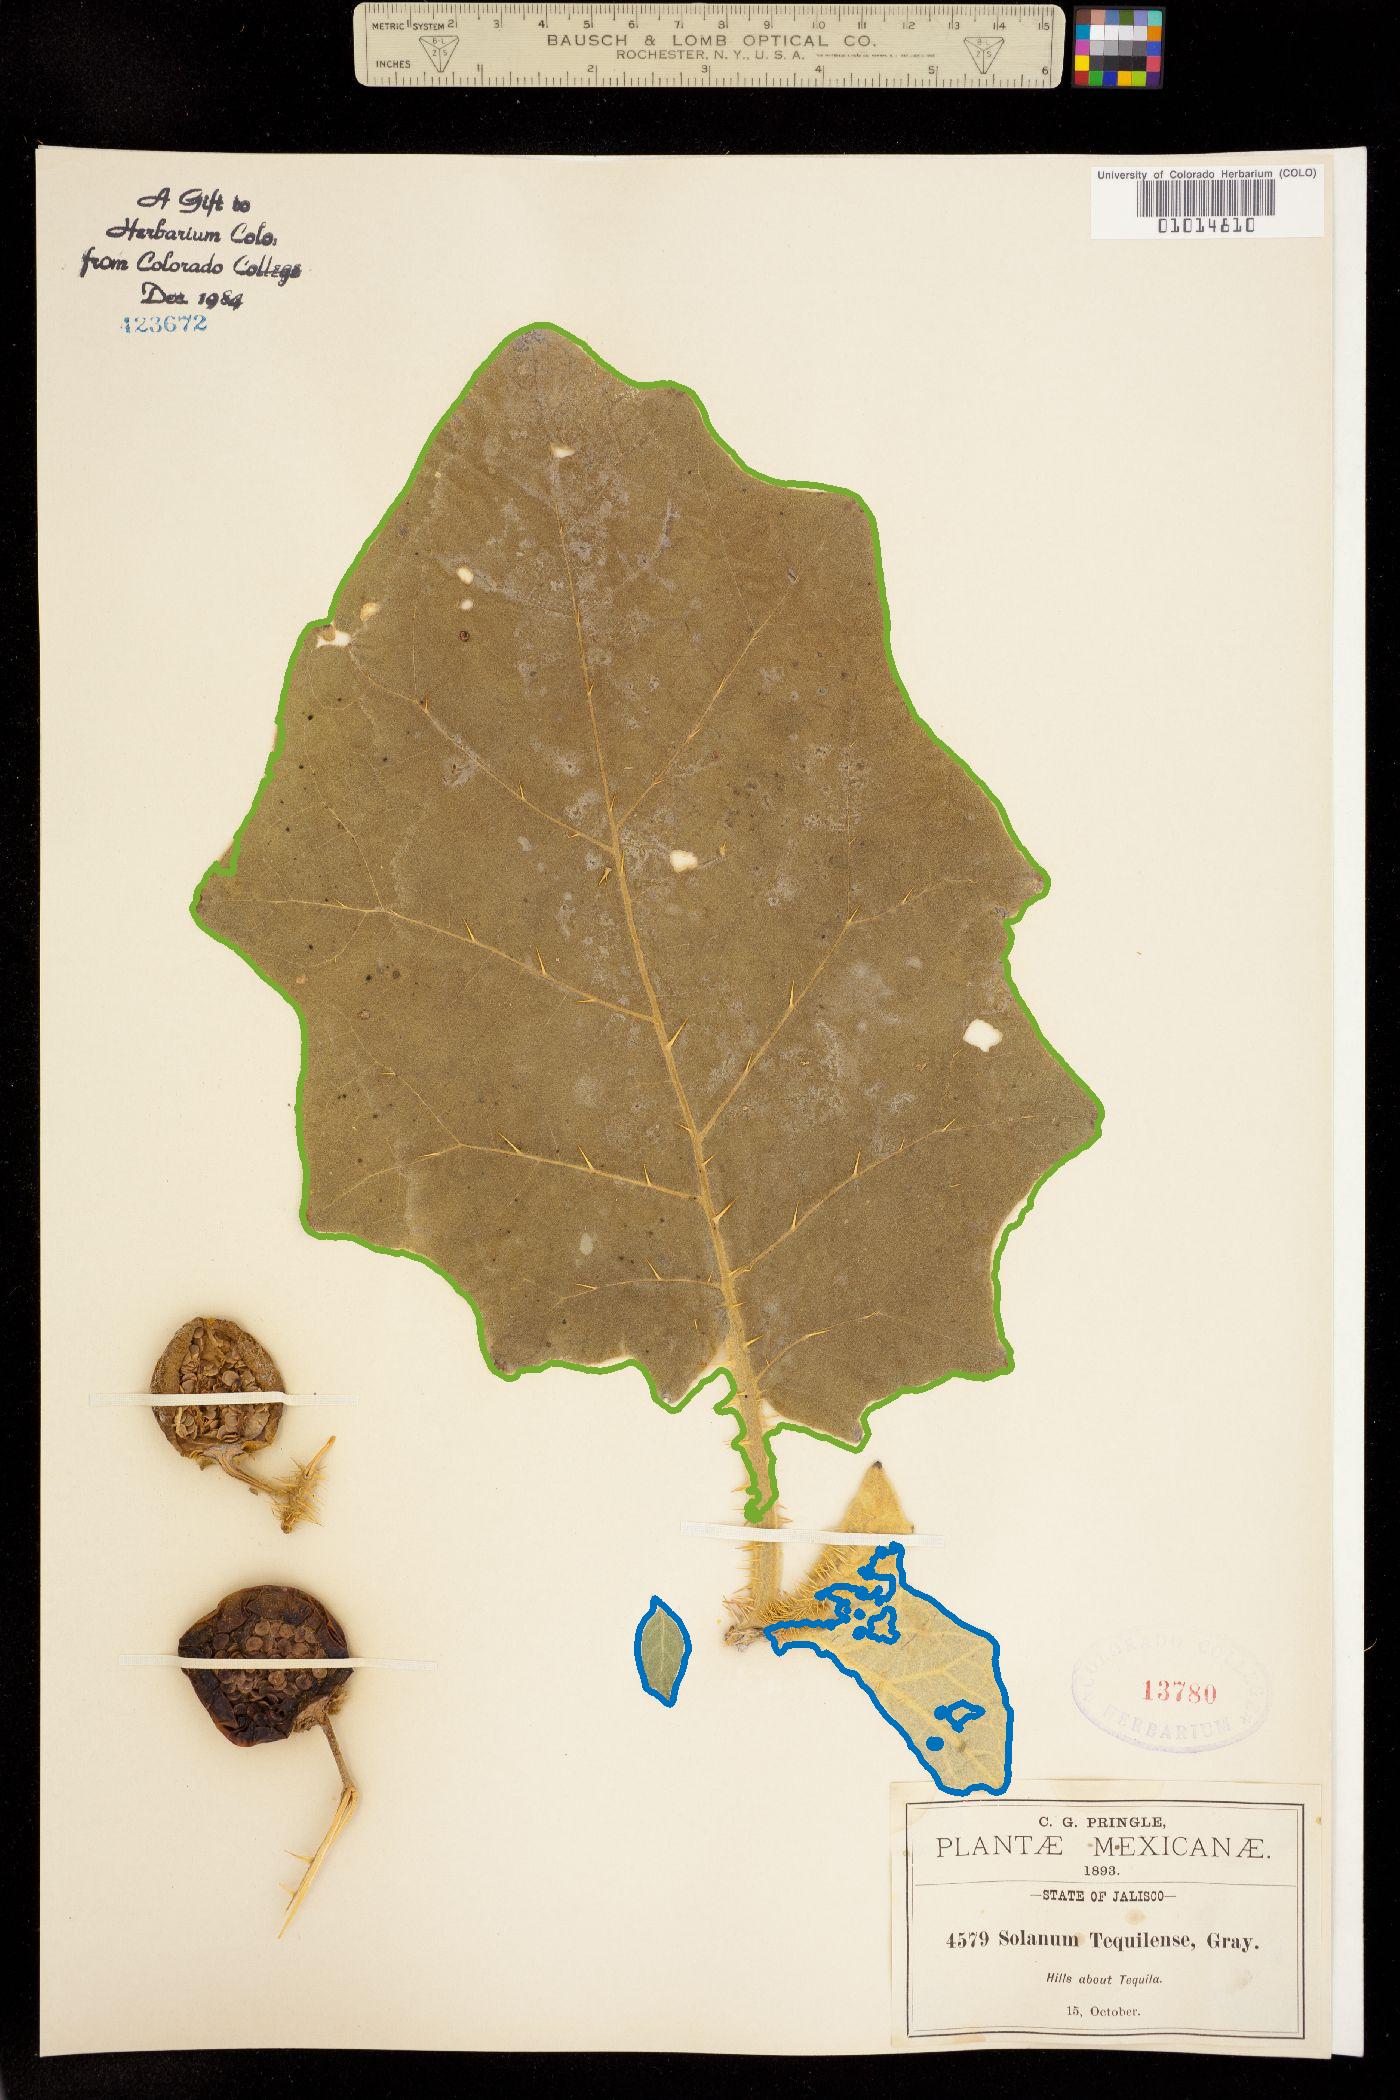 METRIC SYSTEM 2 3 4 5 6 7 8 9 10 11 12 13 14 15
BAUSCH & LOMB OPTICAL CO.
ROCHESTER, N. Y., U. S. A.
INCHES 1 2 3 4 5 6
University of Colorado Herbarium (COLO)
01014610
A Gift to
Herbarium Colo.
from Colorado College
Dec. 1984
423672
COLORADO COLLEGE
13780
HERBARIUM
C. G. PRINGLE,
PLANTÆ MEXICANÆ.
1893.
—STATE OF JALISCO—
4579 Solanum Tequilense, Gray.
Hills about Tequila.
15, October.